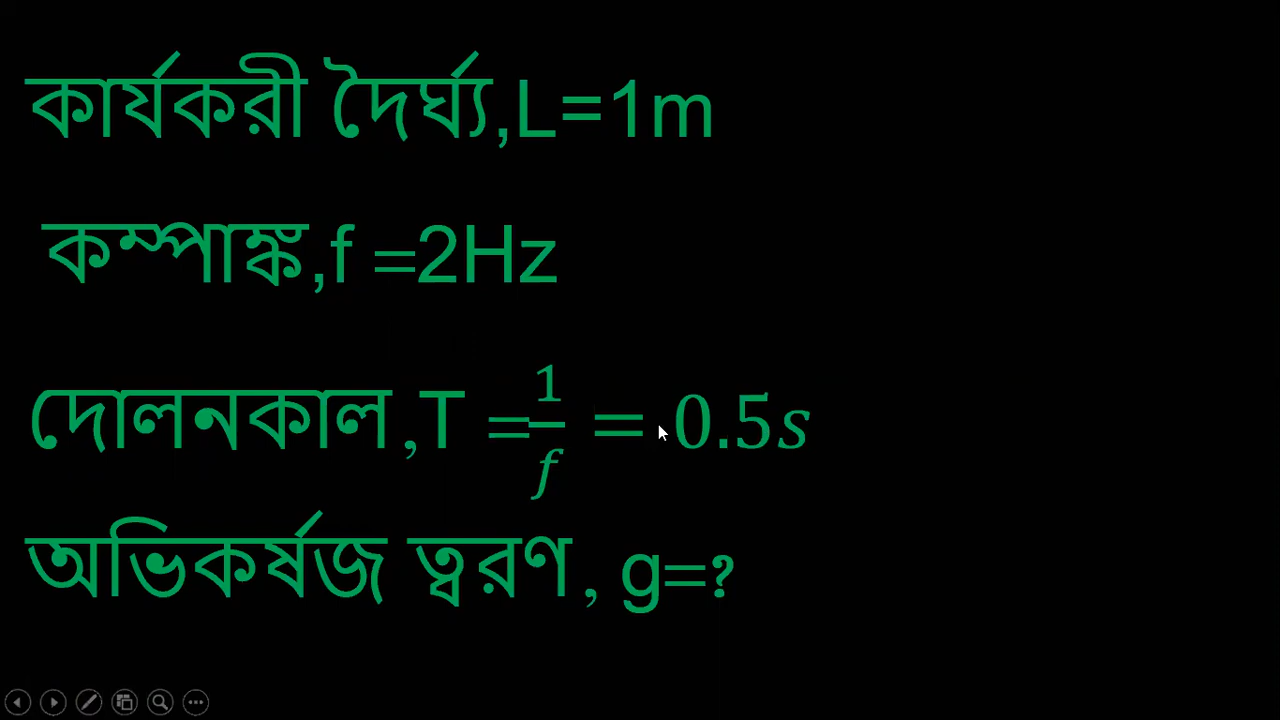 কার্যকরী দৈর্ঘ্য,L=1m
কম্পাঙ্ক,f =2Hz
দোলনকাল,T =1/f = 0.5s
অভিকর্ষজ ত্বরণ, g=?